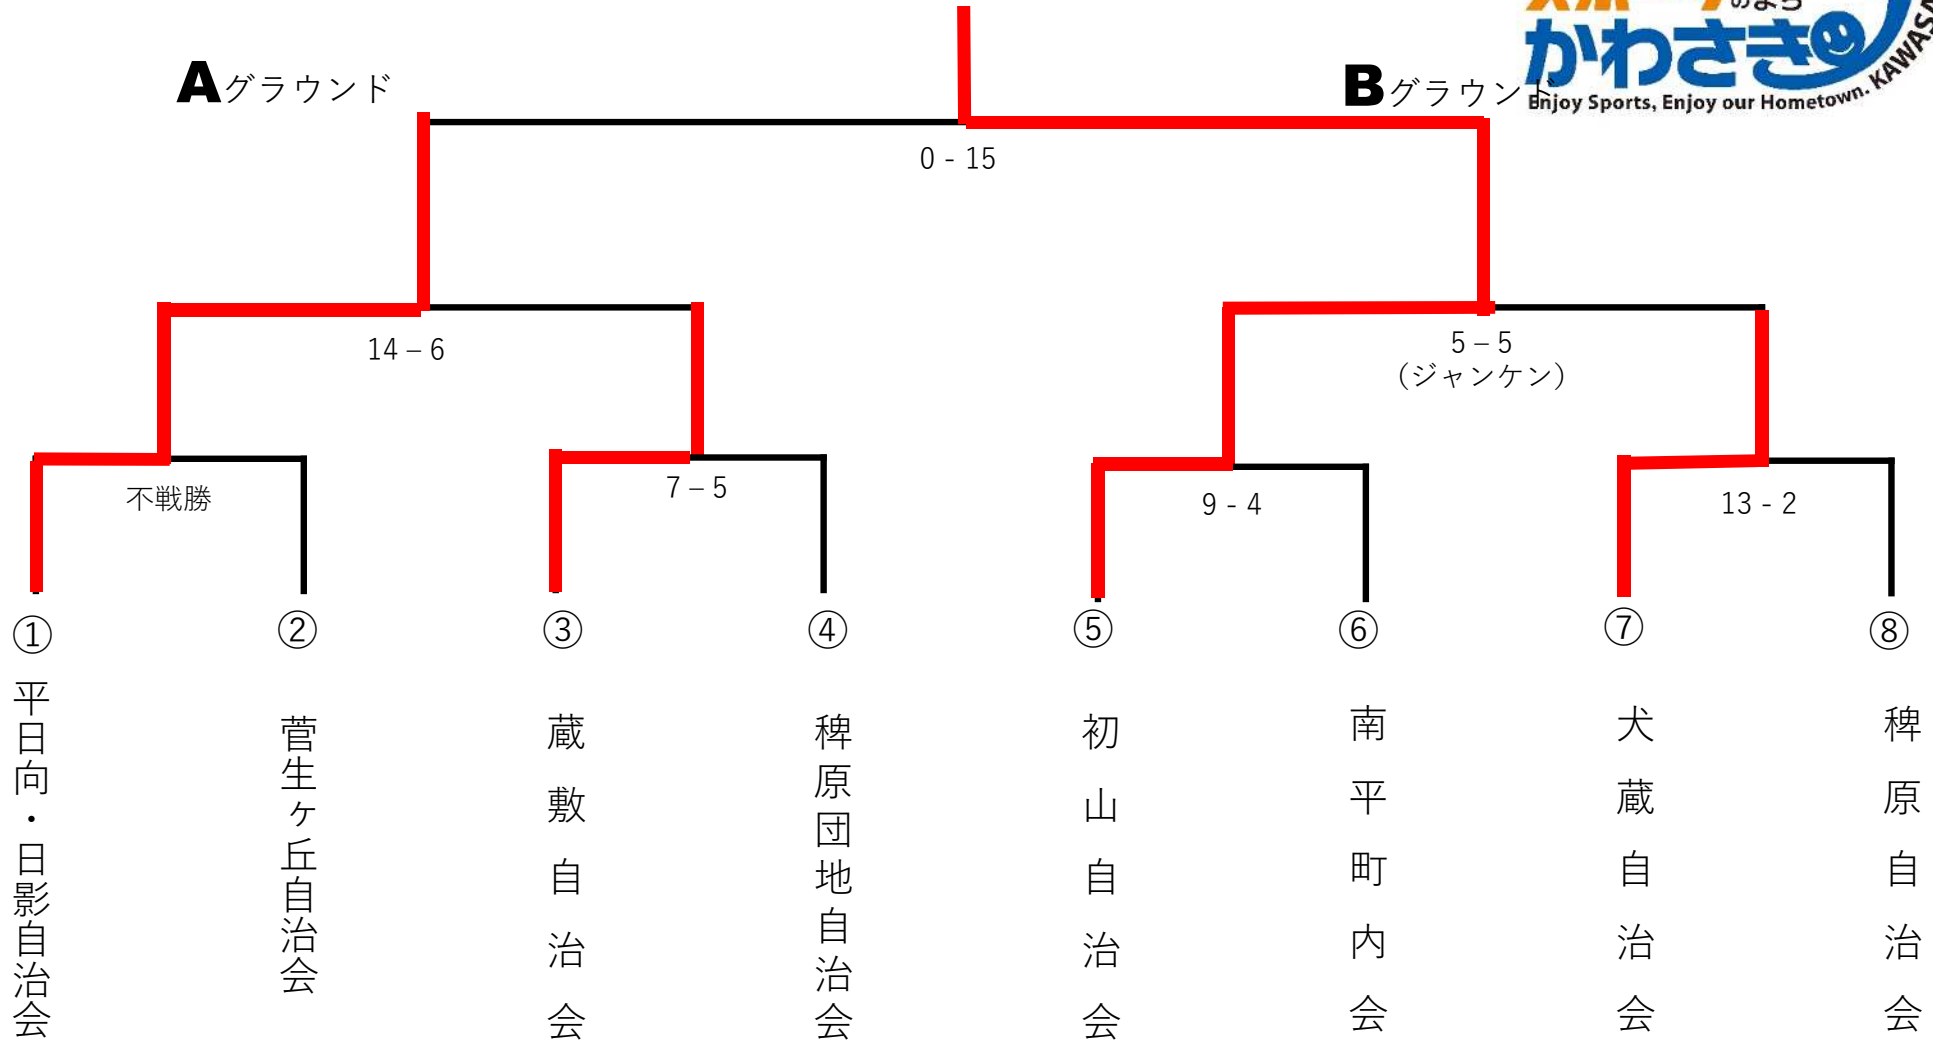 のまち
かわさき
Enjoy Sports, Enjoy our Hometown. KAWASA
Aグラウンド
Bグラウンド
0 - 15
14 – 6
5 – 5
(ジャンケン)
不戦勝
7 – 5
9 - 4
13 - 2
① ② ③ ④ ⑤ ⑥ ⑦ ⑧
平日向・日影自治会
菅生ヶ丘自治会
蔵敷自治会
稗原団地自治会
初山自治会
南平町内会
犬蔵自治会
稗原自治会